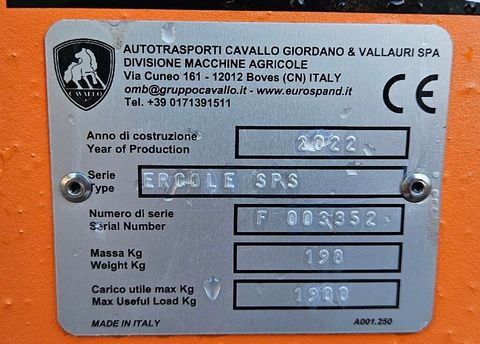 AUTOTRASPORTI CAVALLO GIORDANO & VALLAURI SPA
DIVISIONE MACCHINE AGRICOLE
Via Cuneo 161 - 12012 Boves (CN) ITALY
omb@gruppocavallo.it - www.eurospand.it
Tel. +39 0171391511
CAVALLO
CE
Anno di costruzione
Year of Production
2022
Serie
Type
ERCOLE SPS
Numero di serie
Serial Number
F 003352
Massa Kg
Weight Kg
198
Carico utile max Kg
Max Useful Load Kg
1900
MADE IN ITALY
A001.250